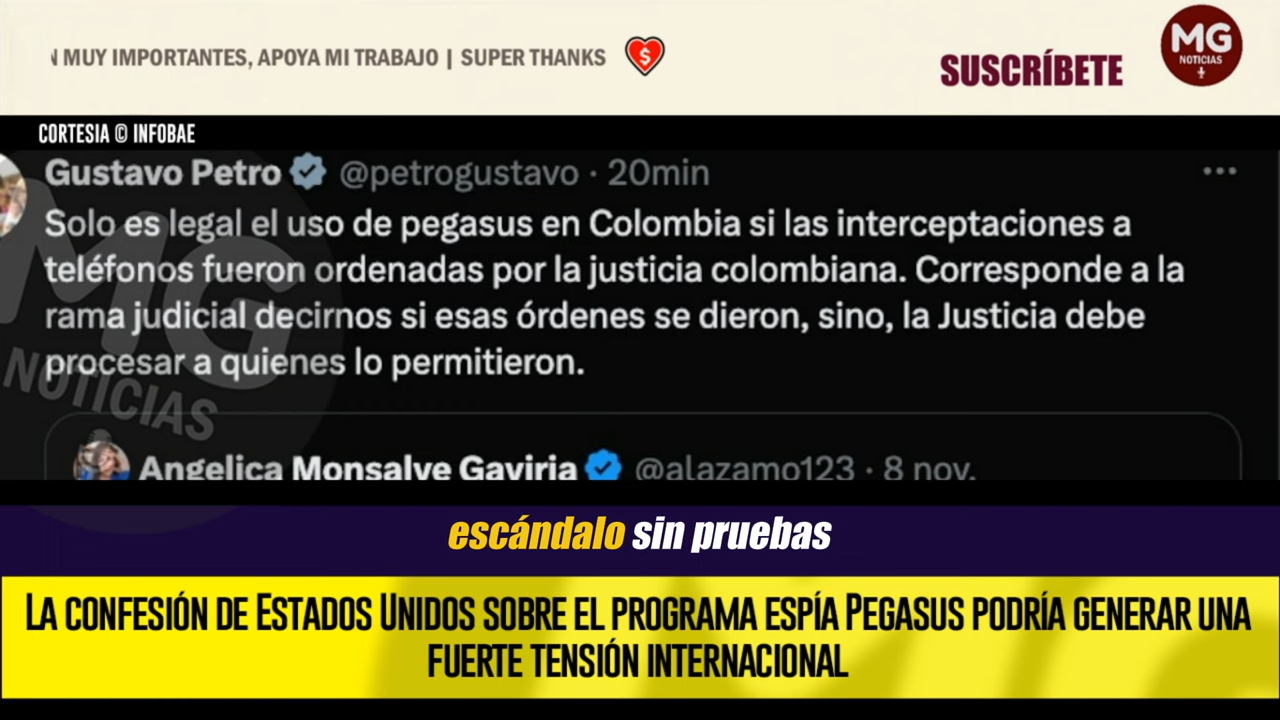 MUY IMPORTANTES, APOYA MI TRABAJO | SUPER THANKS
SUSCRÍBETE
MG
NOTICIAS
CORTESIA © INFOBAE
Gustavo Petro @petrogustavo · 20min
Solo es legal el uso de pegasus en Colombia si las interceptaciones a
teléfonos fueron ordenadas por la justicia colombiana. Corresponde a la
rama judicial decirnos si esas órdenes se dieron, sino, la Justicia debe
procesar a quienes lo permitieron.
MG
NOTICIAS
Angelica Monsalve Gaviria @alazamo123 · 8 nov.
escándalo sin pruebas
LA CONFESIÓN DE ESTADOS UNIDOS SOBRE EL PROGRAMA ESPÍA PEGASUS PODRÍA GENERAR UNA
FUERTE TENSIÓN INTERNACIONAL